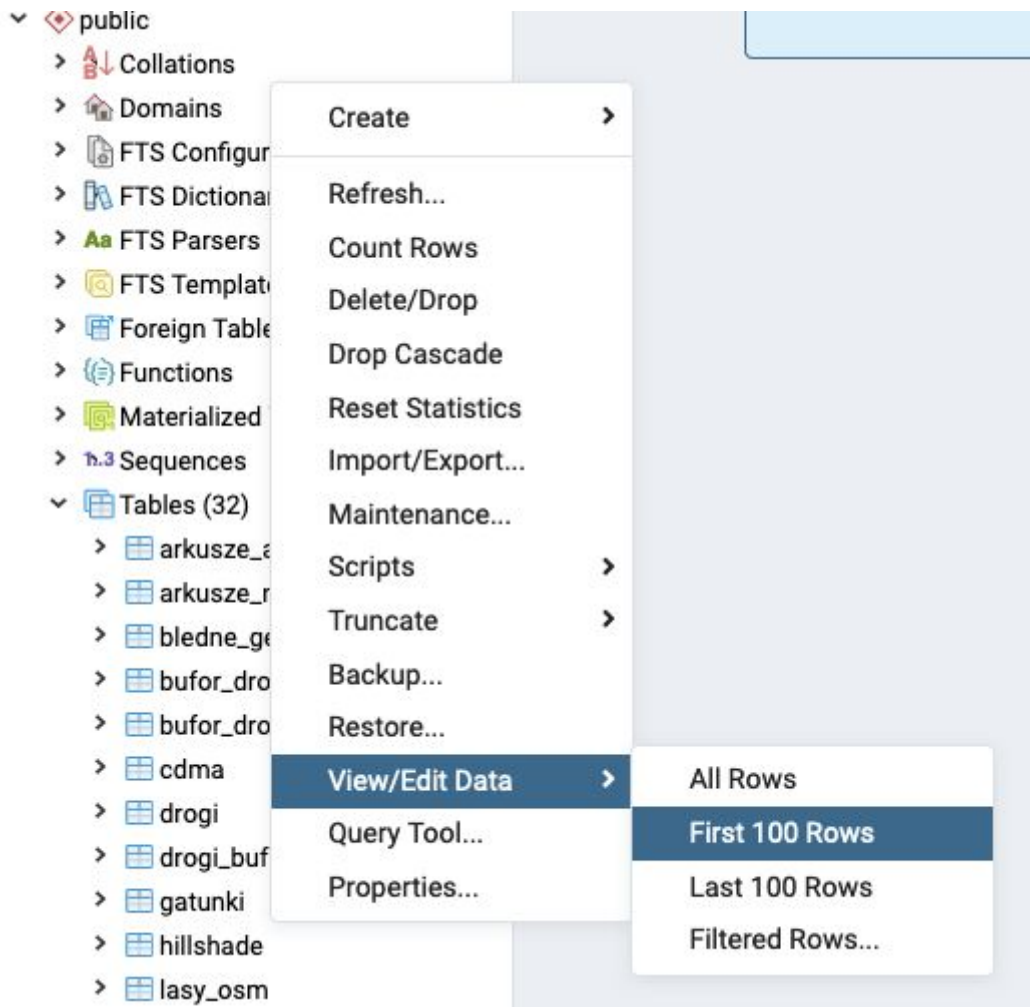 public
Collations
Domains
FTS Configur
FTS Dictionar
Aa FTS Parsers
FTS Templat
Foreign Table
Functions
Materialized
1..3 Sequences
Tables (32)
arkusze_a
arkusze_r
bledne_ge
bufor_dro
bufor_dro
cdma
drogi
drogi_buf
gatunki
hillshade
lasy_osm
Create
Refresh...
Count Rows
Delete/Drop
Drop Cascade
Reset Statistics
Import/Export...
Maintenance...
Scripts
Truncate
Backup...
Restore...
View/Edit Data
Query Tool...
Properties...
All Rows
First 100 Rows
Last 100 Rows
Filtered Rows...